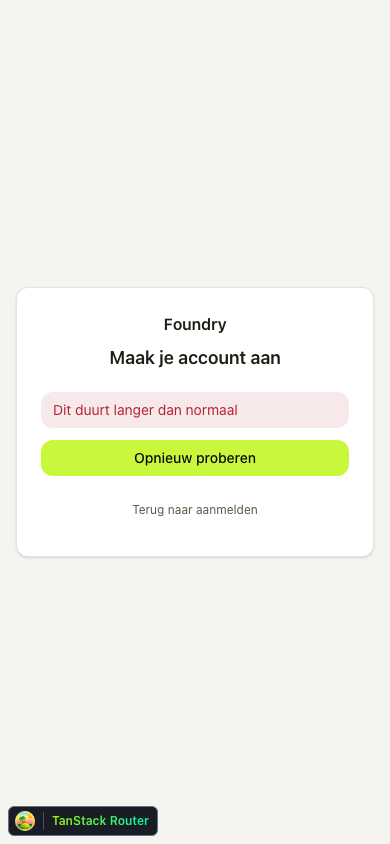 Foundry
Maak je account aan
Dit duurt langer dan normaal
Opnieuw proberen
Terug naar aanmelden
TanStack Router